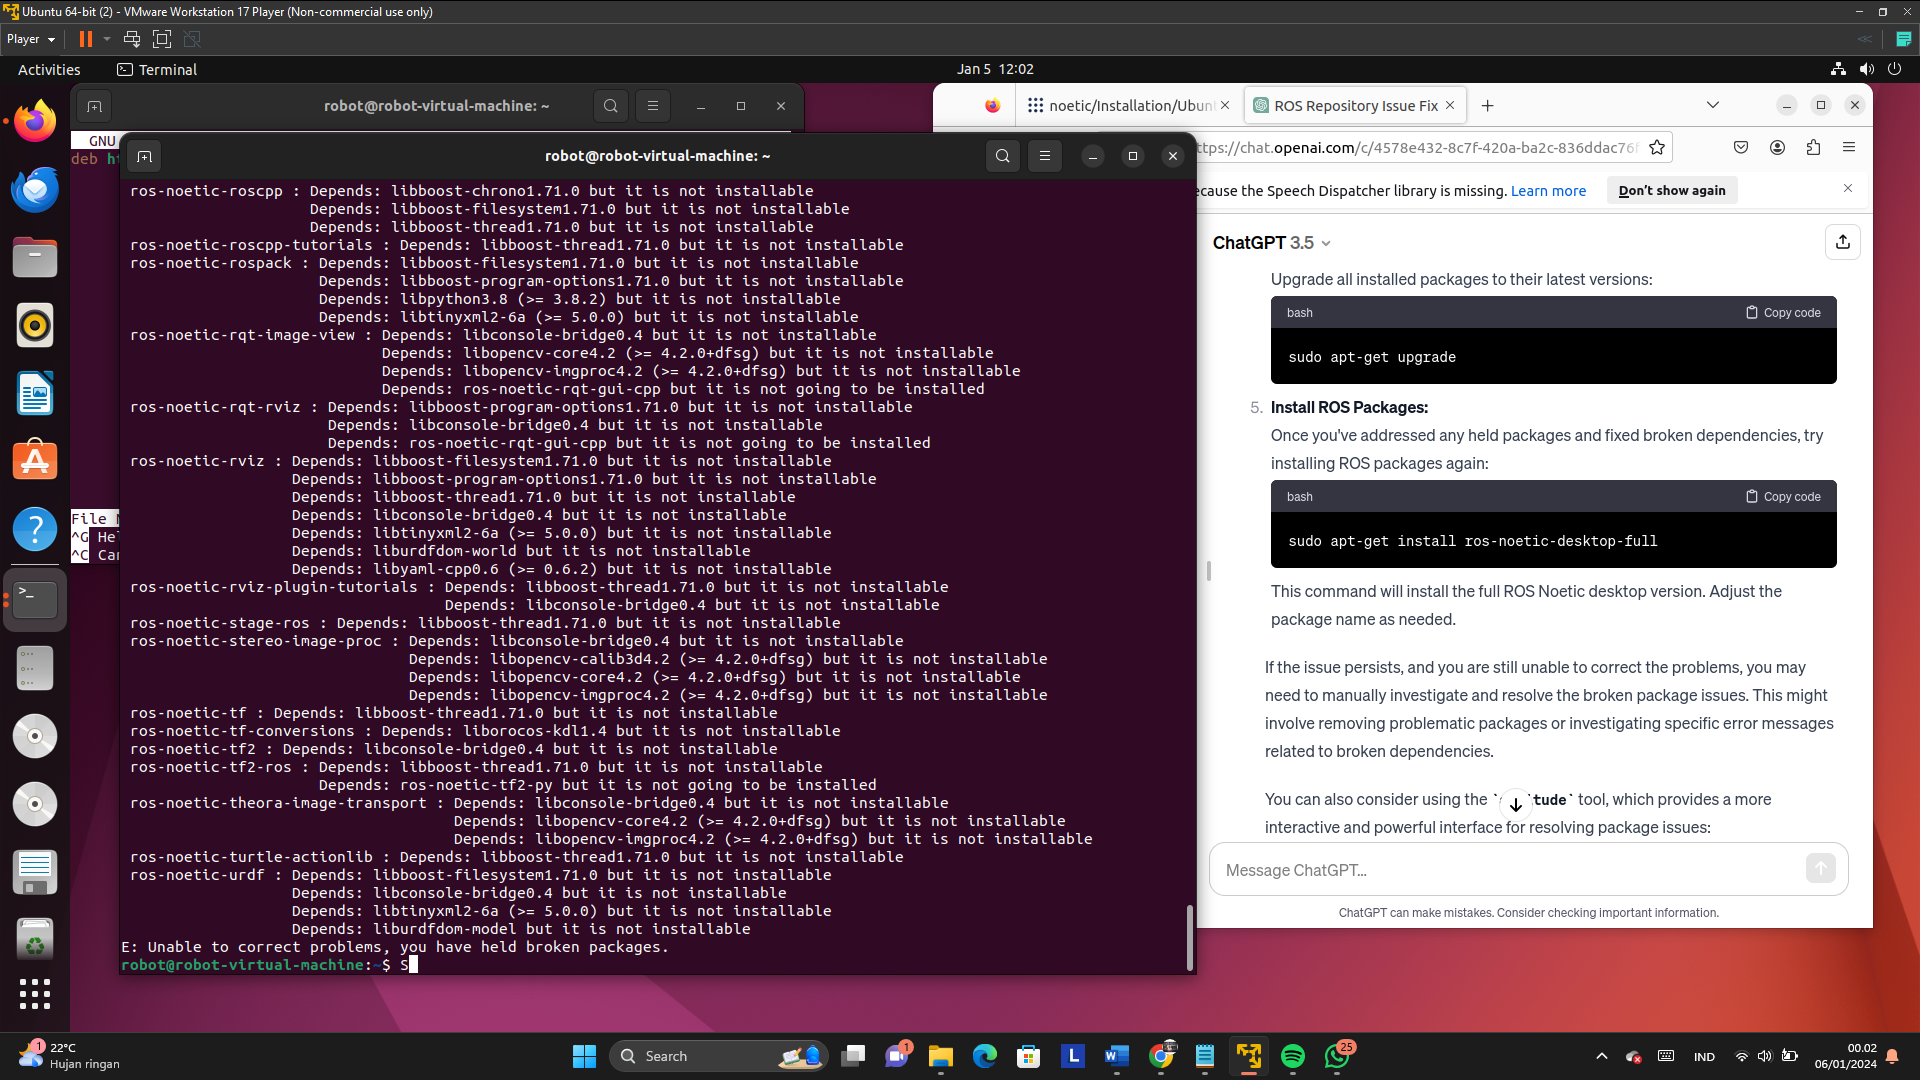 Ubuntu 64-bit (2) - VMware Workstation 17 Player (Non-commercial use only)
Player
Activities
Terminal
Jan 5 12:02
robot@robot-virtual-machine: ~
GNU
deb
File
^G Hel
^C Can
robot@robot-virtual-machine: ~
ros-noetic-roscpp : Depends: libboost-chrono1.71.0 but it is not installable
Depends: libboost-filesystem1.71.0 but it is not installable
Depends: libboost-thread1.71.0 but it is not installable
ros-noetic-roscpp-tutorials : Depends: libboost-thread1.71.0 but it is not installable
ros-noetic-rospack : Depends: libboost-filesystem1.71.0 but it is not installable
Depends: libboost-program-options1.71.0 but it is not installable
Depends: libpython3.8 (>= 3.8.2) but it is not installable
Depends: libtinyxml2-6a (>= 5.0.0) but it is not installable
ros-noetic-rqt-image-view : Depends: libconsole-bridge0.4 but it is not installable
Depends: libopencv-core4.2 (>= 4.2.0+dfsg) but it is not installable
Depends: libopencv-imgproc4.2 (>= 4.2.0+dfsg) but it is not installable
Depends: ros-noetic-rqt-gui-cpp but it is not going to be installed
ros-noetic-rqt-rviz : Depends: libboost-program-options1.71.0 but it is not installable
Depends: libconsole-bridge0.4 but it is not installable
Depends: ros-noetic-rqt-gui-cpp but it is not going to be installed
ros-noetic-rviz : Depends: libboost-filesystem1.71.0 but it is not installable
Depends: libboost-program-options1.71.0 but it is not installable
Depends: libboost-thread1.71.0 but it is not installable
Depends: libconsole-bridge0.4 but it is not installable
Depends: libtinyxml2-6a (>= 5.0.0) but it is not installable
Depends: liburdfdom-world but it is not installable
Depends: libyaml-cpp0.6 (>= 0.6.2) but it is not installable
ros-noetic-rviz-plugin-tutorials : Depends: libboost-thread1.71.0 but it is not installable
Depends: libconsole-bridge0.4 but it is not installable
ros-noetic-stage-ros : Depends: libboost-thread1.71.0 but it is not installable
ros-noetic-stereo-image-proc : Depends: libconsole-bridge0.4 but it is not installable
Depends: libopencv-calib3d4.2 (>= 4.2.0+dfsg) but it is not installable
Depends: libopencv-core4.2 (>= 4.2.0+dfsg) but it is not installable
Depends: libopencv-imgproc4.2 (>= 4.2.0+dfsg) but it is not installable
ros-noetic-tf : Depends: libboost-thread1.71.0 but it is not installable
ros-noetic-tf-conversions : Depends: liborocos-kdl1.4 but it is not installable
ros-noetic-tf2 : Depends: libconsole-bridge0.4 but it is not installable
ros-noetic-tf2-ros : Depends: libboost-thread1.71.0 but it is not installable
Depends: ros-noetic-tf2-py but it is not going to be installed
ros-noetic-theora-image-transport : Depends: libconsole-bridge0.4 but it is not installable
Depends: libopencv-core4.2 (>= 4.2.0+dfsg) but it is not installable
Depends: libopencv-imgproc4.2 (>= 4.2.0+dfsg) but it is not installable
ros-noetic-turtle-actionlib : Depends: libboost-thread1.71.0 but it is not installable
ros-noetic-urdf : Depends: libboost-filesystem1.71.0 but it is not installable
Depends: libconsole-bridge0.4 but it is not installable
Depends: libtinyxml2-6a (>= 5.0.0) but it is not installable
Depends: liburdfdom-model but it is not installable
E: Unable to correct problems, you have held broken packages.
robot@robot-virtual-machine:~$ S
noetic/Installation/Ubun
ROS Repository Issue Fix
ttps://chat.openai.com/c/4578e432-8c7f-420a-ba2c-836ddac76f
ecause the Speech Dispatcher library is missing. Learn more
Don't show again
ChatGPT 3.5
Upgrade all installed packages to their latest versions:
bash
Copy code
sudo apt-get upgrade
5. Install ROS Packages:
Once you've addressed any held packages and fixed broken dependencies, try
installing ROS packages again:
bash
Copy code
sudo apt-get install ros-noetic-desktop-full
This command will install the full ROS Noetic desktop version. Adjust the
package name as needed.
If the issue persists, and you are still unable to correct the problems, you may
need to manually investigate and resolve the broken package issues. This might
involve removing problematic packages or investigating specific error messages
related to broken dependencies.
You can also consider using the `tude` tool, which provides a more
interactive and powerful interface for resolving package issues:
Message ChatGPT...
ChatGPT can make mistakes. Consider checking important information.
1
22°C
Hujan ringan
Search
1
L
25
IND
00.02
06/01/2024